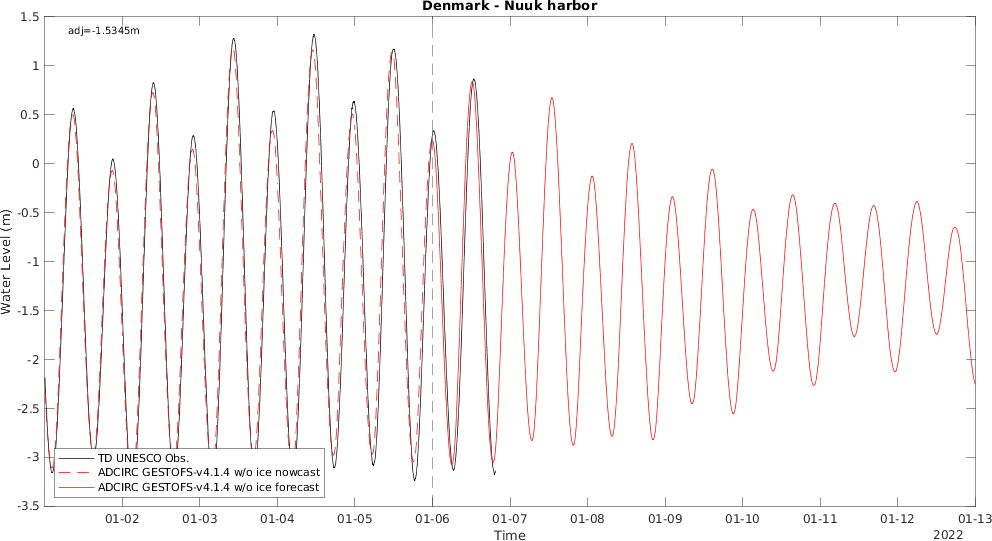 Denmark - Nuuk harbor
adj=-1.5345m
1.5
1
0.5
0
-0.5
-1
-1.5
-2
-2.5
-3
-3.5
Water Level (m)
TD UNESCO Obs.
ADCIRC GESTOFS-v4.1.4 w/o ice nowcast
ADCIRC GESTOFS-v4.1.4 w/o ice forecast
01-02 01-03 01-04 01-05 01-06 01-07 01-08 01-09 01-10 01-11 01-12 01-13
Time
2022